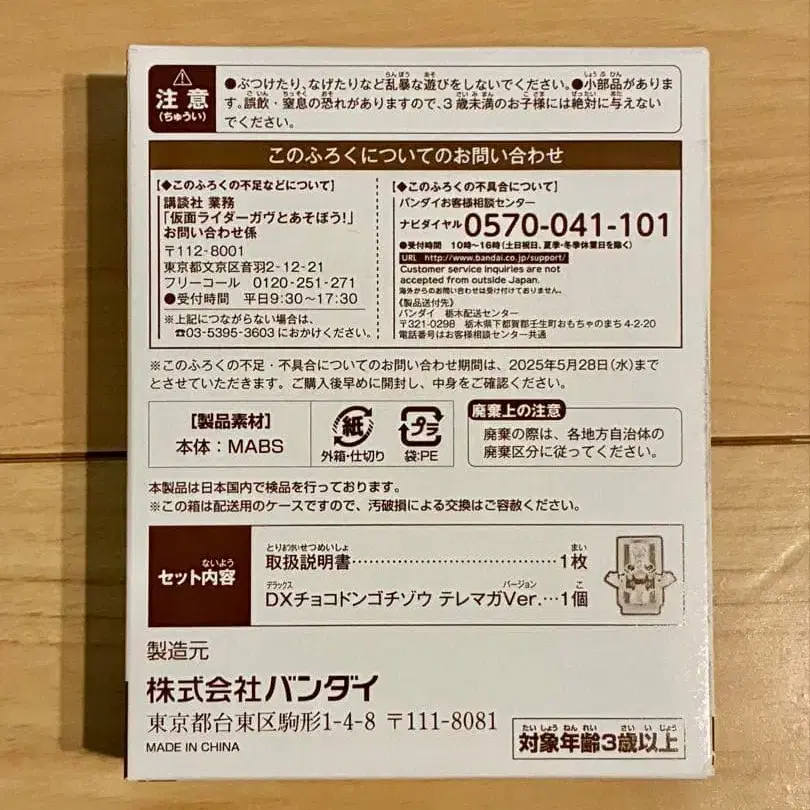 注意
(ちゅうい)
●ぶつけたり、なげたりなど乱暴な遊びをしないでください。●小部品がありま
す。誤飲・窒息の恐れがありますので、3歳未満のお子様には絶対に与えない
でください。
このふろくについてのお問い合わせ
【◆このふろくの不足などについて】
講談社 業務
「仮面ライダーガヴとあそぼう!」
お問い合わせ係
〒112-8001
東京都文京区音羽2-12-21
フリーコール 0120-251-271
●受付時間 平日9:30〜17:30
※上記につながらない場合は、
☎03-5395-3603におかけください。
【◆このふろくの不具合について】
バンダイお客様相談センター
ナビダイヤル 0570-041-101
●受付時間 10時〜16時(土日祝日、夏季・冬季休業日を除く)
URL http://www.bandai.co.jp/support/
Customer service inquiries are not
accepted from outside Japan.
海外からのお問い合わせは受け付けておりません。
《製品送付先》
バンダイ 栃木配送センター
〒321-0298 栃木県下都賀郡壬生町おもちゃのまち4-2-20
電話番号はお客様相談センター共通
※このふろくの不足・不具合についてのお問い合わせ期間は、2025年5月28日(水)まで
とさせていただきます。ご購入後早めに開封し、中身をご確認ください。
【製品素材】
本体:MABS
紙
外箱・仕切り
プラ
袋:PE
廃棄上の注意
廃棄の際は、各地方自治体の
廃棄区分に従ってください。
本製品は日本国内で検品を行っております。
※この箱は配送用のケースですので、汚破損による交換はご容赦ください。
セット内容
取扱説明書……………………………1枚
DXチョコドンゴチゾウ テレマガVer.…1個
製造元
株式会社バンダイ
東京都台東区駒形1-4-8 〒111-8081
MADE IN CHINA
対象年齢3歳以上